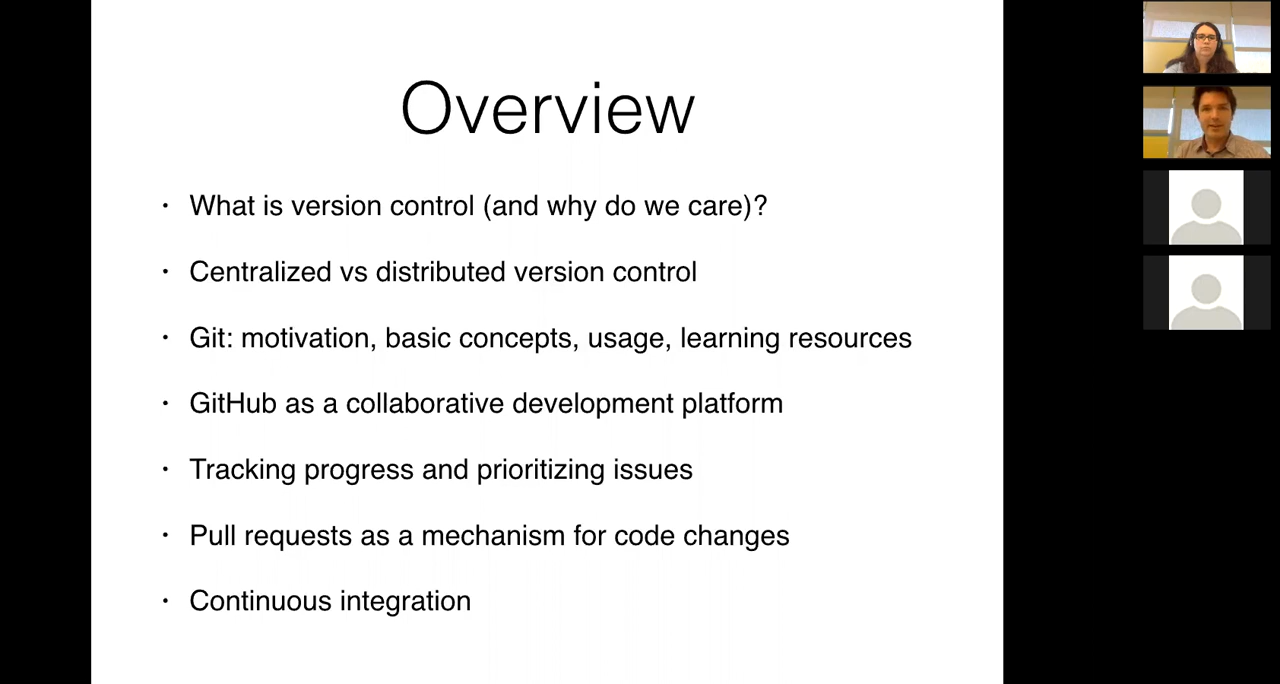 Overview
• What is version control (and why do we care)?
• Centralized vs distributed version control
• Git: motivation, basic concepts, usage, learning resources
• GitHub as a collaborative development platform
• Tracking progress and prioritizing issues
• Pull requests as a mechanism for code changes
• Continuous integration